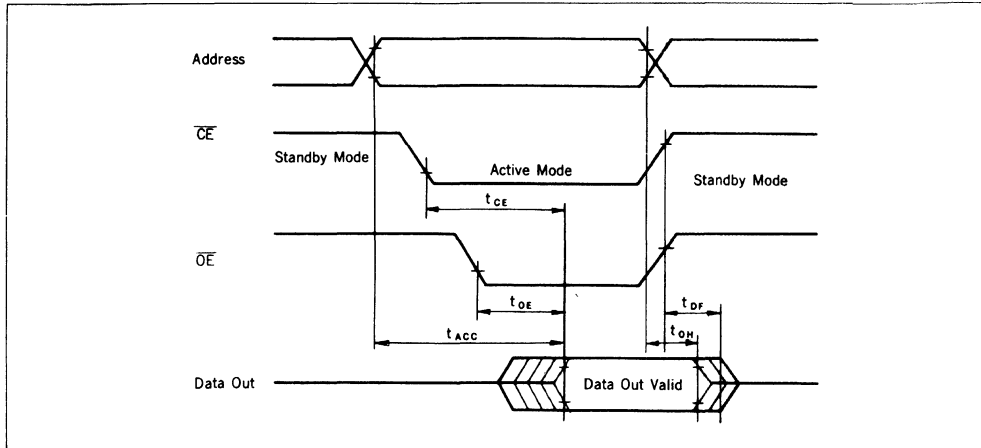 Address
CE
Standby Mode
Active Mode
Standby Mode
tCE
OE
tOE
tDF
tACC
tOH
Data Out
Data Out Valid